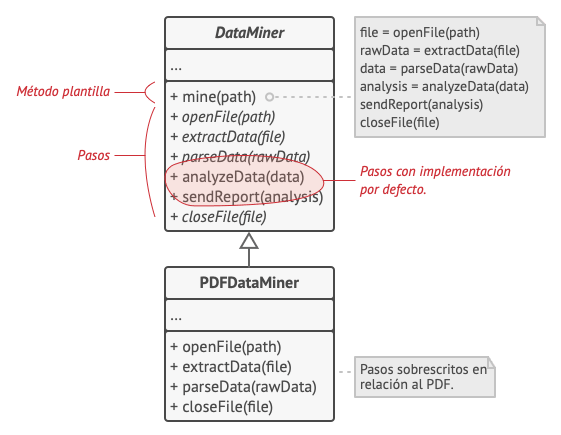 DataMiner
...
+ mine(path)
+ openFile(path)
+ extractData(file)
+ parseData(rawData)
+ analyzeData(data)
+ sendReport(analysis)
+ closeFile(file)
file = openFile(path)
rawData = extractData(file)
data = parseData(rawData)
analysis = analyzeData(data)
sendReport(analysis)
closeFile(file)
Método plantilla
Pasos
Pasos con implementación
por defecto.
PDFDataMiner
...
+ openFile(path)
+ extractData(file)
+ parseData(rawData)
+ closeFile(file)
Pasos sobrescritos en
relación al PDF.